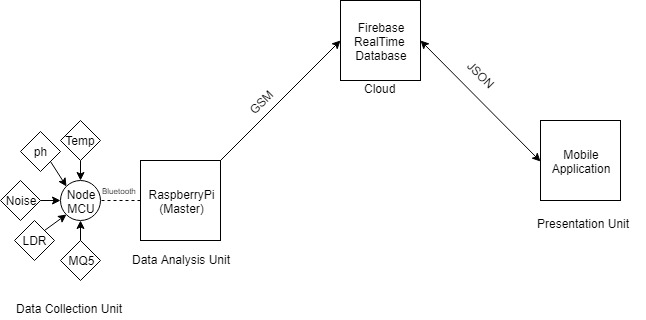 Firebase
RealTime
Database
Cloud
GSM
JSON
Mobile
Application
Presentation Unit
Temp
ph
Noise
LDR
MQ5
Node
MCU
Bluetooth
RaspberryPi
(Master)
Data Analysis Unit
Data Collection Unit